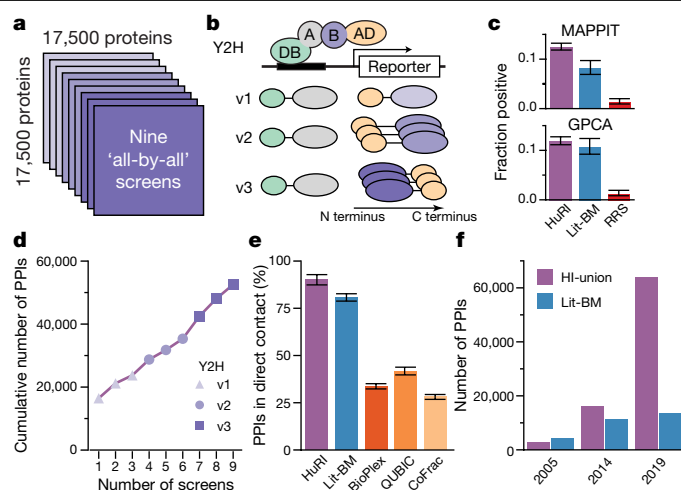 a
17,500 proteins
17,500 proteins
Nine
‘all-by-all’
screens
b
Y2H
A
B
AD
DB
Reporter
v1
v2
v3
N terminus
C terminus
c
MAPPIT
0.1
0.0
GPCA
0.1
0.0
Fraction positive
HuRI
Lit-BM
RRS
d
Cumulative number of PPIs
60,000
40,000
20,000
0
Y2H
v1
v2
v3
1 2 3 4 5 6 7 8 9
Number of screens
e
PPIs in direct contact (%)
100
75
50
25
0
HuRI
Lit-BM
BioPlex
QUBIC
CoFrac
f
Number of PPIs
HI-union
Lit-BM
60,000
40,000
20,000
0
2005
2014
2019